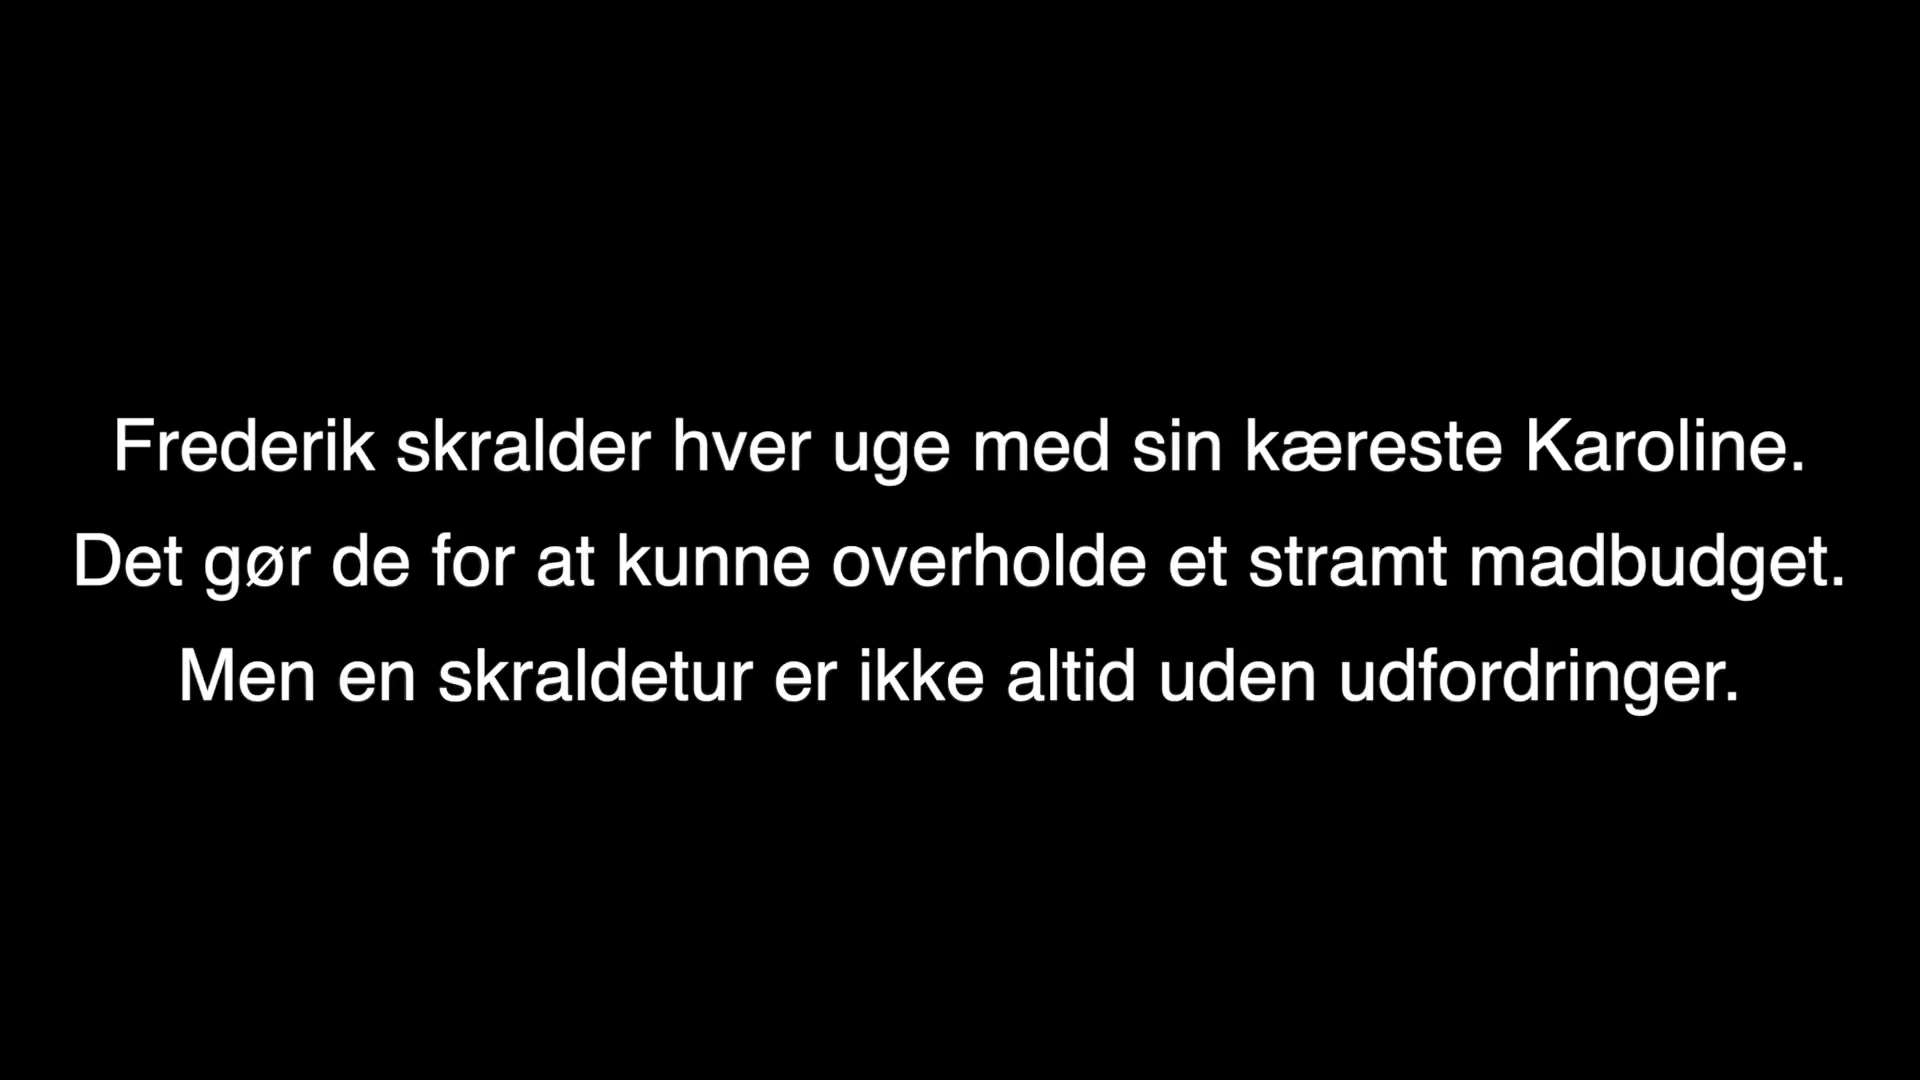 Frederik skralder hver uge med sin kæreste Karoline.
Det gør de for at kunne overholde et stramt madbudget.
Men en skraldetur er ikke altid uden udfordringer.